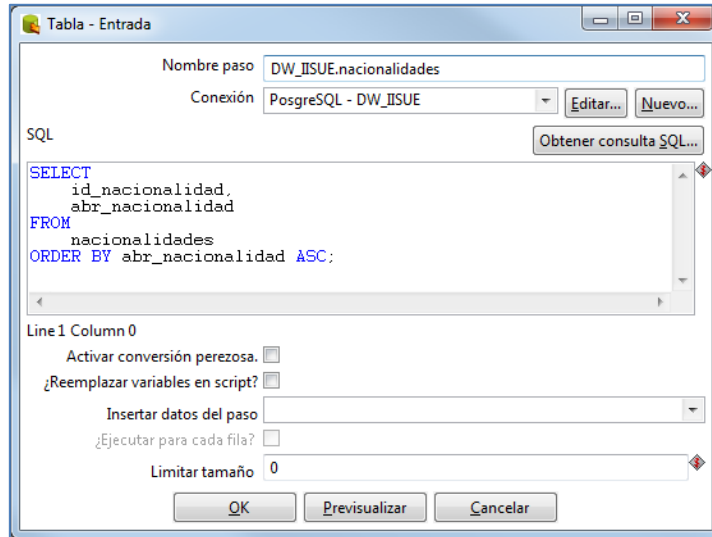 Tabla - Entrada
Nombre paso DW_IISUE.nacionalidades
Conexión PosgreSQL - DW_IISUE Editar... Nuevo...
SQL Obtener consulta SQL...
SELECT
id_nacionalidad,
abr_nacionalidad
FROM
nacionalidades
ORDER BY abr_nacionalidad ASC;
Line 1 Column 0
Activar conversión perezosa.
¿Reemplazar variables en script?
Insertar datos del paso
¿Ejecutar para cada fila?
Limitar tamaño 0
OK Previsualizar Cancelar